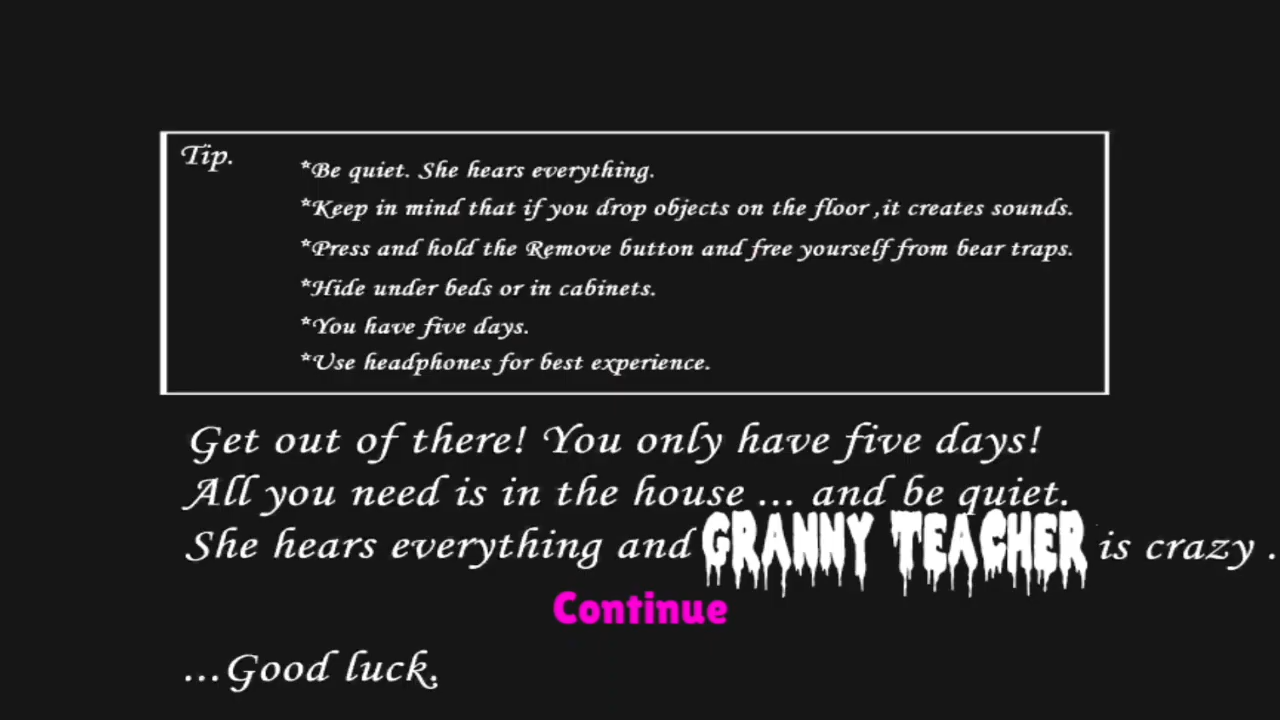 Tip.
*Be quiet. She hears everything.
*Keep in mind that if you drop objects on the floor ,it creates sounds.
*Press and hold the Remove button and free yourself from bear traps.
*Hide under beds or in cabinets.
*You have five days.
*Use headphones for best experience.
Get out of there! You only have five days!
All you need is in the house ... and be quiet.
She hears everything and GRANNY TEACHER is crazy .
Continue
...Good luck.